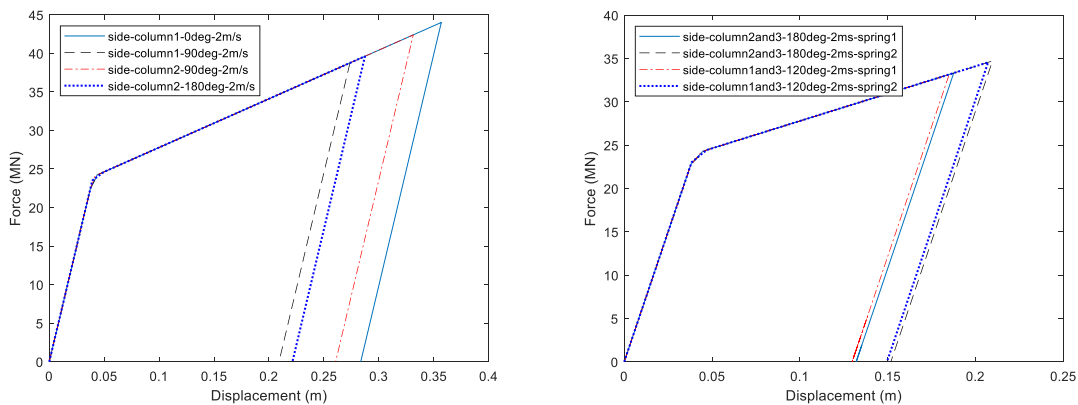 45
40
35
30
25
20
15
10
5
0
Force (MN)
side-column1-0deg-2m/s
side-column1-90deg-2m/s
side-column2-90deg-2m/s
side-column2-180deg-2m/s
0 0.05 0.1 0.15 0.2 0.25 0.3 0.35 0.4
Displacement (m)
40
35
30
25
20
15
10
5
0
Force (MN)
side-column2and3-180deg-2ms-spring1
side-column2and3-180deg-2ms-spring2
side-column1and3-120deg-2ms-spring1
side-column1and3-120deg-2ms-spring2
0 0.05 0.1 0.15 0.2 0.25
Displacement (m)